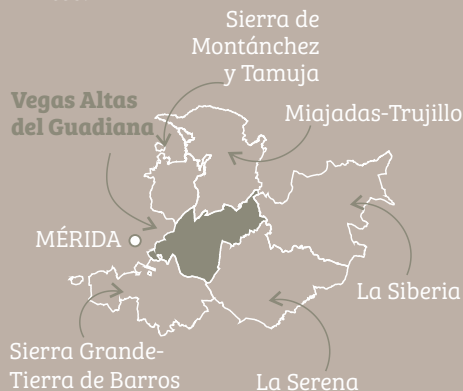 Sierra de
Montánchez
y Tamuja
Vegas Altas
del Guadiana
Miajadas-Trujillo
MÉRIDA
La Siberia
Sierra Grande-
Tierra de Barros
La Serena